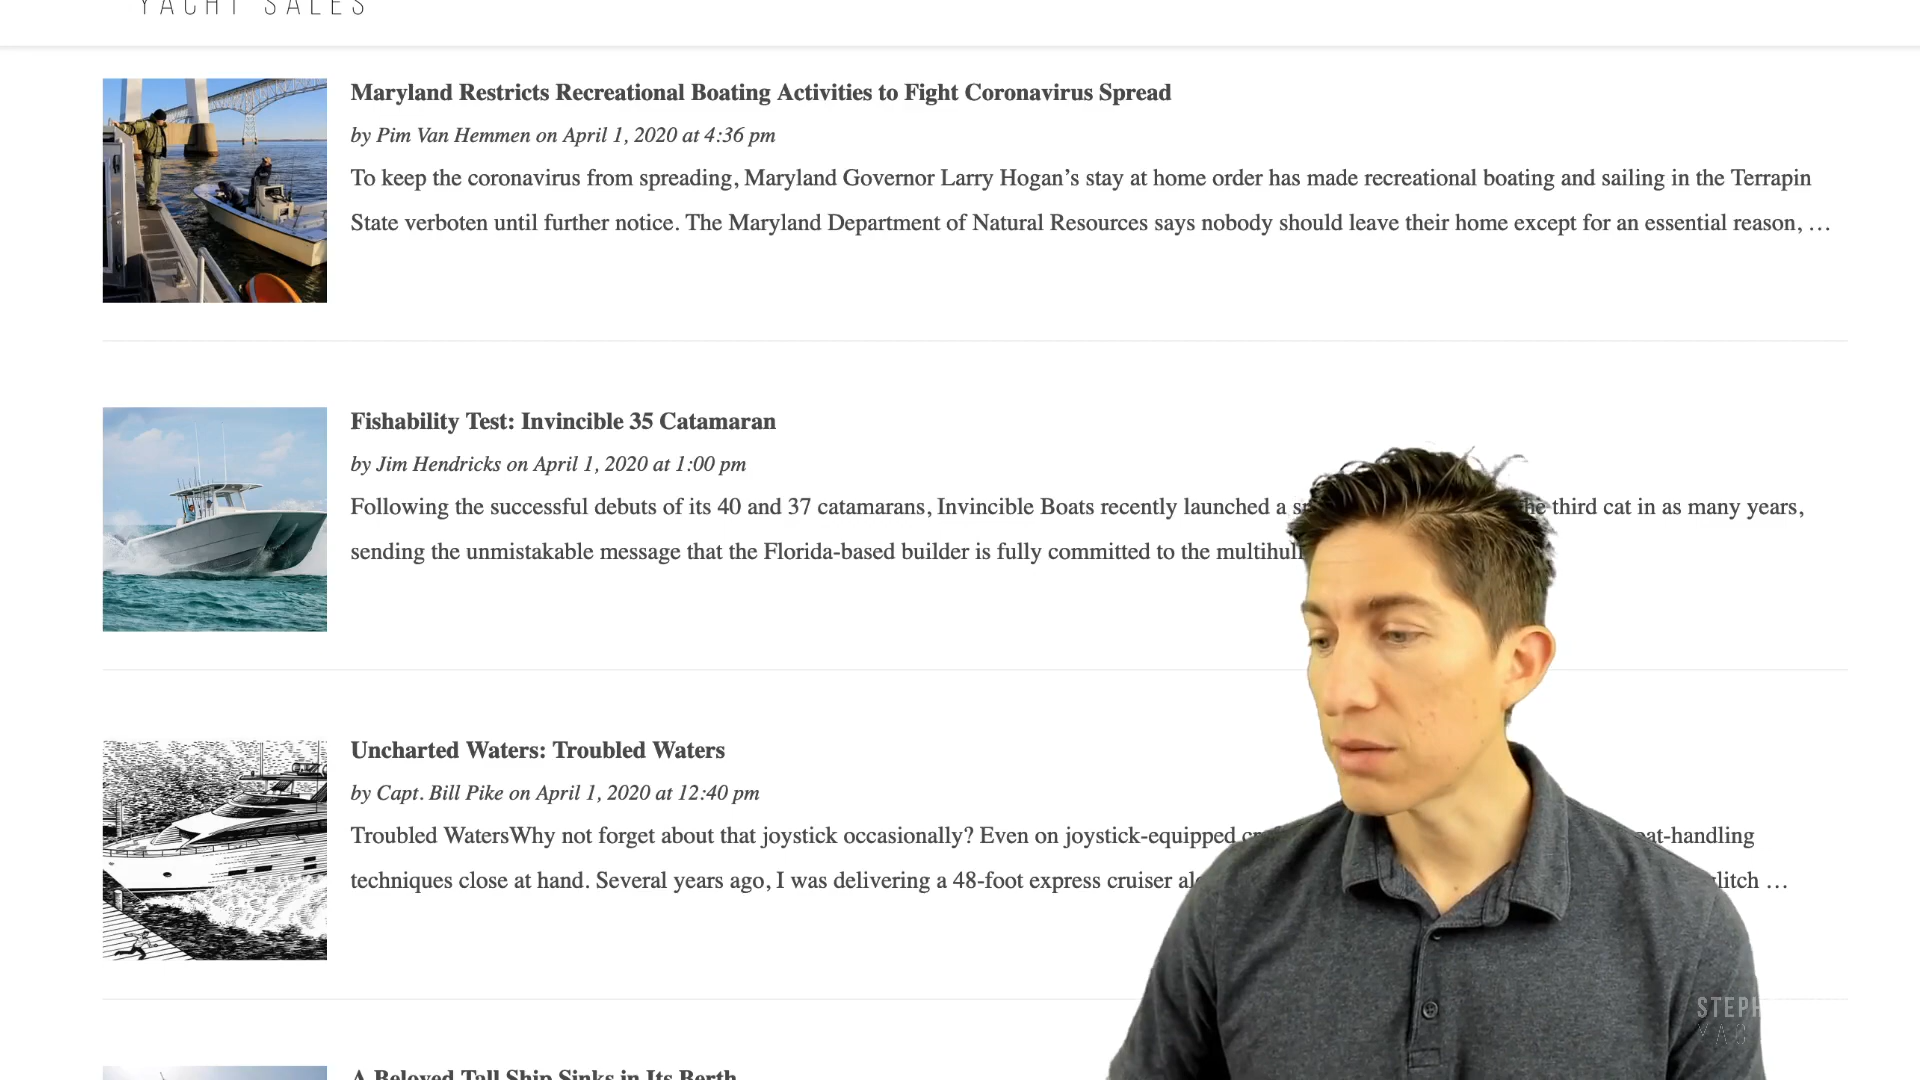 YACHT SALES
Maryland Restricts Recreational Boating Activities to Fight Coronavirus Spread
by Pim Van Hemmen on April 1, 2020 at 4:36 pm
To keep the coronavirus from spreading, Maryland Governor Larry Hogan’s stay at home order has made recreational boating and sailing in the Terrapin
State verboten until further notice. The Maryland Department of Natural Resources says nobody should leave their home except for an essential reason, …
Fishability Test: Invincible 35 Catamaran
by Jim Hendricks on April 1, 2020 at 1:00 pm
Following the successful debuts of its 40 and 37 catamarans, Invincible Boats recently launched a third cat in as many years,
sending the unmistakable message that the Florida-based builder is fully committed to the
Uncharted Waters: Troubled Waters
by Capt. Bill Pike on April 1, 2020 at 12:40 pm
Troubled WatersWhy not forget about that joystick occasionally? Even on joystick-equipped
techniques close at hand. Several years ago, I was delivering a 48-foot express cruiser …
A Beloved Tall Ship Sinks in Its Berth